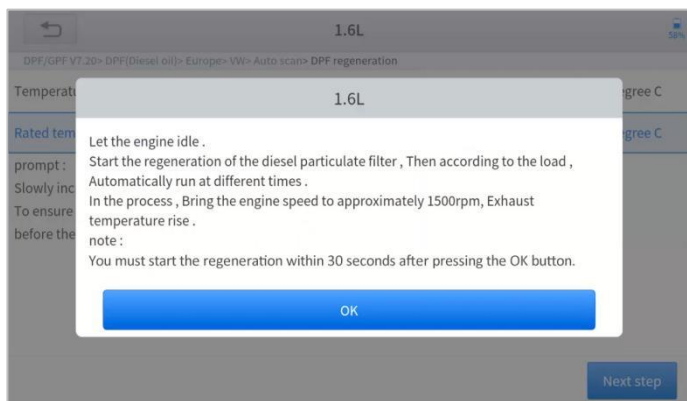 1.6L
58%
DPF/GPF V7.20> DPF(Diesel oil)> Europe> VW> Auto scan> DPF regeneration
1.6L
Let the engine idle .
Start the regeneration of the diesel particulate filter , Then according to the load ,
Automatically run at different times .
In the process , Bring the engine speed to approximately 1500rpm, Exhaust
temperature rise .
note :
You must start the regeneration within 30 seconds after pressing the OK button.
OK
Temperatu
egree C
Rated tem
egree C
prompt :
Slowly inc
To ensure
before the
Next step